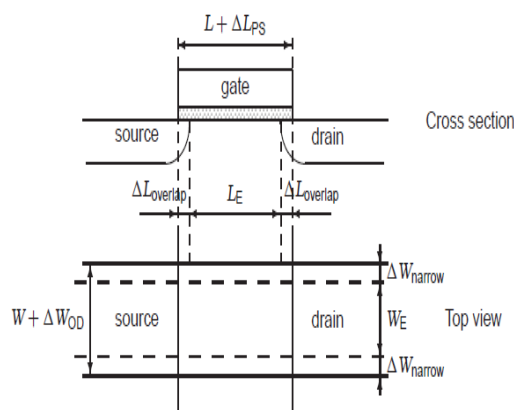 L + ΔL_PS
gate
source
drain
Cross section
ΔL_overlap
L_E
ΔL_overlap
ΔW_narrow
W + ΔW_OD
source
drain
W_E
Top view
ΔW_narrow